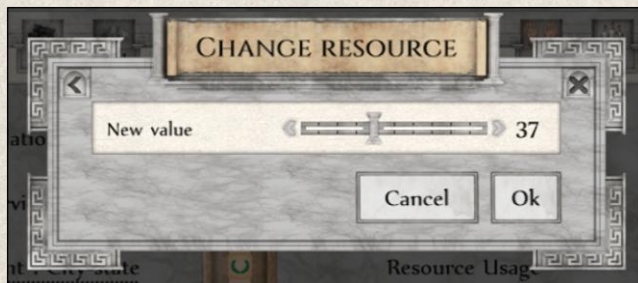 CHANGE RESOURCE
New value 37
Cancel Ok
City state
Resource Usage